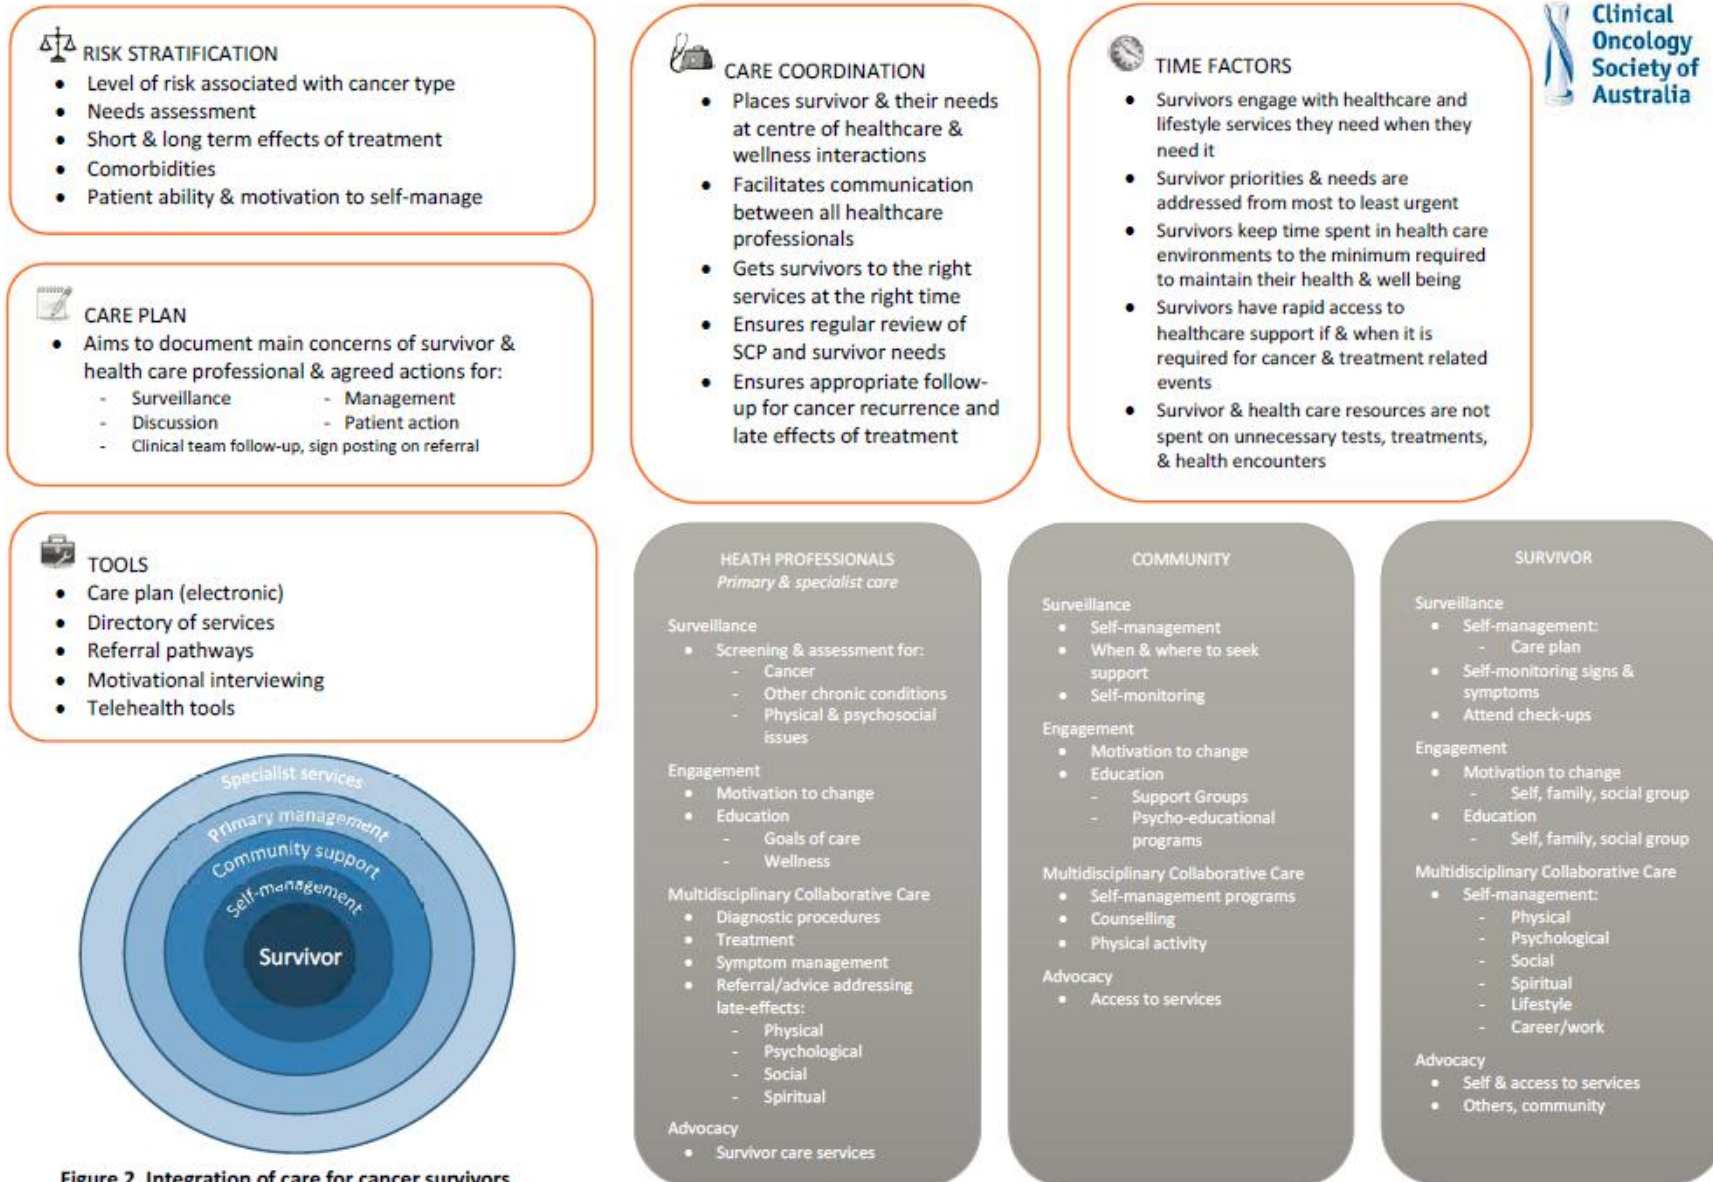 RISK STRATIFICATION
• Level of risk associated with cancer type
• Needs assessment
• Short & long term effects of treatment
• Comorbidities
• Patient ability & motivation to self-manage
CARE PLAN
• Aims to document main concerns of survivor &
health care professional & agreed actions for:
- Surveillance - Management
- Discussion - Patient action
- Clinical team follow-up, sign posting on referral
TOOLS
• Care plan (electronic)
• Directory of services
• Referral pathways
• Motivational interviewing
• Telehealth tools
Specialist services
Primary management
Community support
Self-management
Survivor
Figure 2. Integration of care for cancer survivors
CARE COORDINATION
• Places survivor & their needs
at centre of healthcare &
wellness interactions
• Facilitates communication
between all healthcare
professionals
• Gets survivors to the right
services at the right time
• Ensures regular review of
SCP and survivor needs
• Ensures appropriate follow-
up for cancer recurrence and
late effects of treatment
TIME FACTORS
• Survivors engage with healthcare and
lifestyle services they need when they
need it
• Survivor priorities & needs are
addressed from most to least urgent
• Survivors keep time spent in health care
environments to the minimum required
to maintain their health & well being
• Survivors have rapid access to
healthcare support if & when it is
required for cancer & treatment related
events
• Survivor & health care resources are not
spent on unnecessary tests, treatments,
& health encounters
Clinical
Oncology
Society of
Australia
HEATH PROFESSIONALS
Primary & specialist care
Surveillance
• Screening & assessment for:
- Cancer
- Other chronic conditions
- Physical & psychosocial
issues
Engagement
• Motivation to change
• Education
- Goals of care
- Wellness
Multidisciplinary Collaborative Care
• Diagnostic procedures
• Treatment
• Symptom management
• Referral/advice addressing
late-effects:
- Physical
- Psychological
- Social
- Spiritual
Advocacy
• Survivor care services
COMMUNITY
Surveillance
• Self-management
• When & where to seek
support
• Self-monitoring
Engagement
• Motivation to change
• Education
- Support Groups
- Psycho-educational
programs
Multidisciplinary Collaborative Care
• Self-management programs
• Counselling
• Physical activity
Advocacy
• Access to services
SURVIVOR
Surveillance
• Self-management:
- Care plan
• Self-monitoring signs &
symptoms
• Attend check-ups
Engagement
• Motivation to change
- Self, family, social group
• Education
- Self, family, social group
Multidisciplinary Collaborative Care
• Self-management:
- Physical
- Psychological
- Social
- Spiritual
- Lifestyle
- Career/work
Advocacy
• Self & access to services
• Others, community